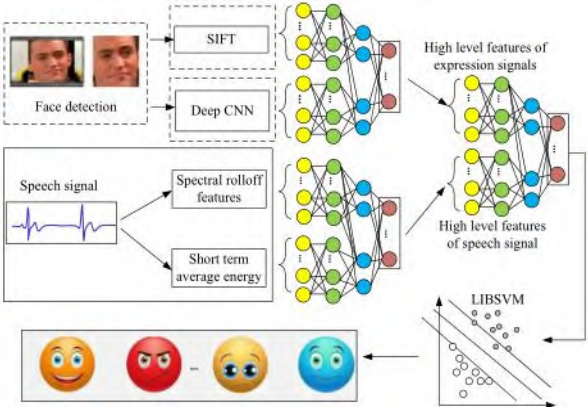 SIFT
Face detection
Deep CNN
High level features of
expression signals
Speech signal
Spectral rolloff
features
Short term
average energy
High level features
of speech signal
LIBSVM